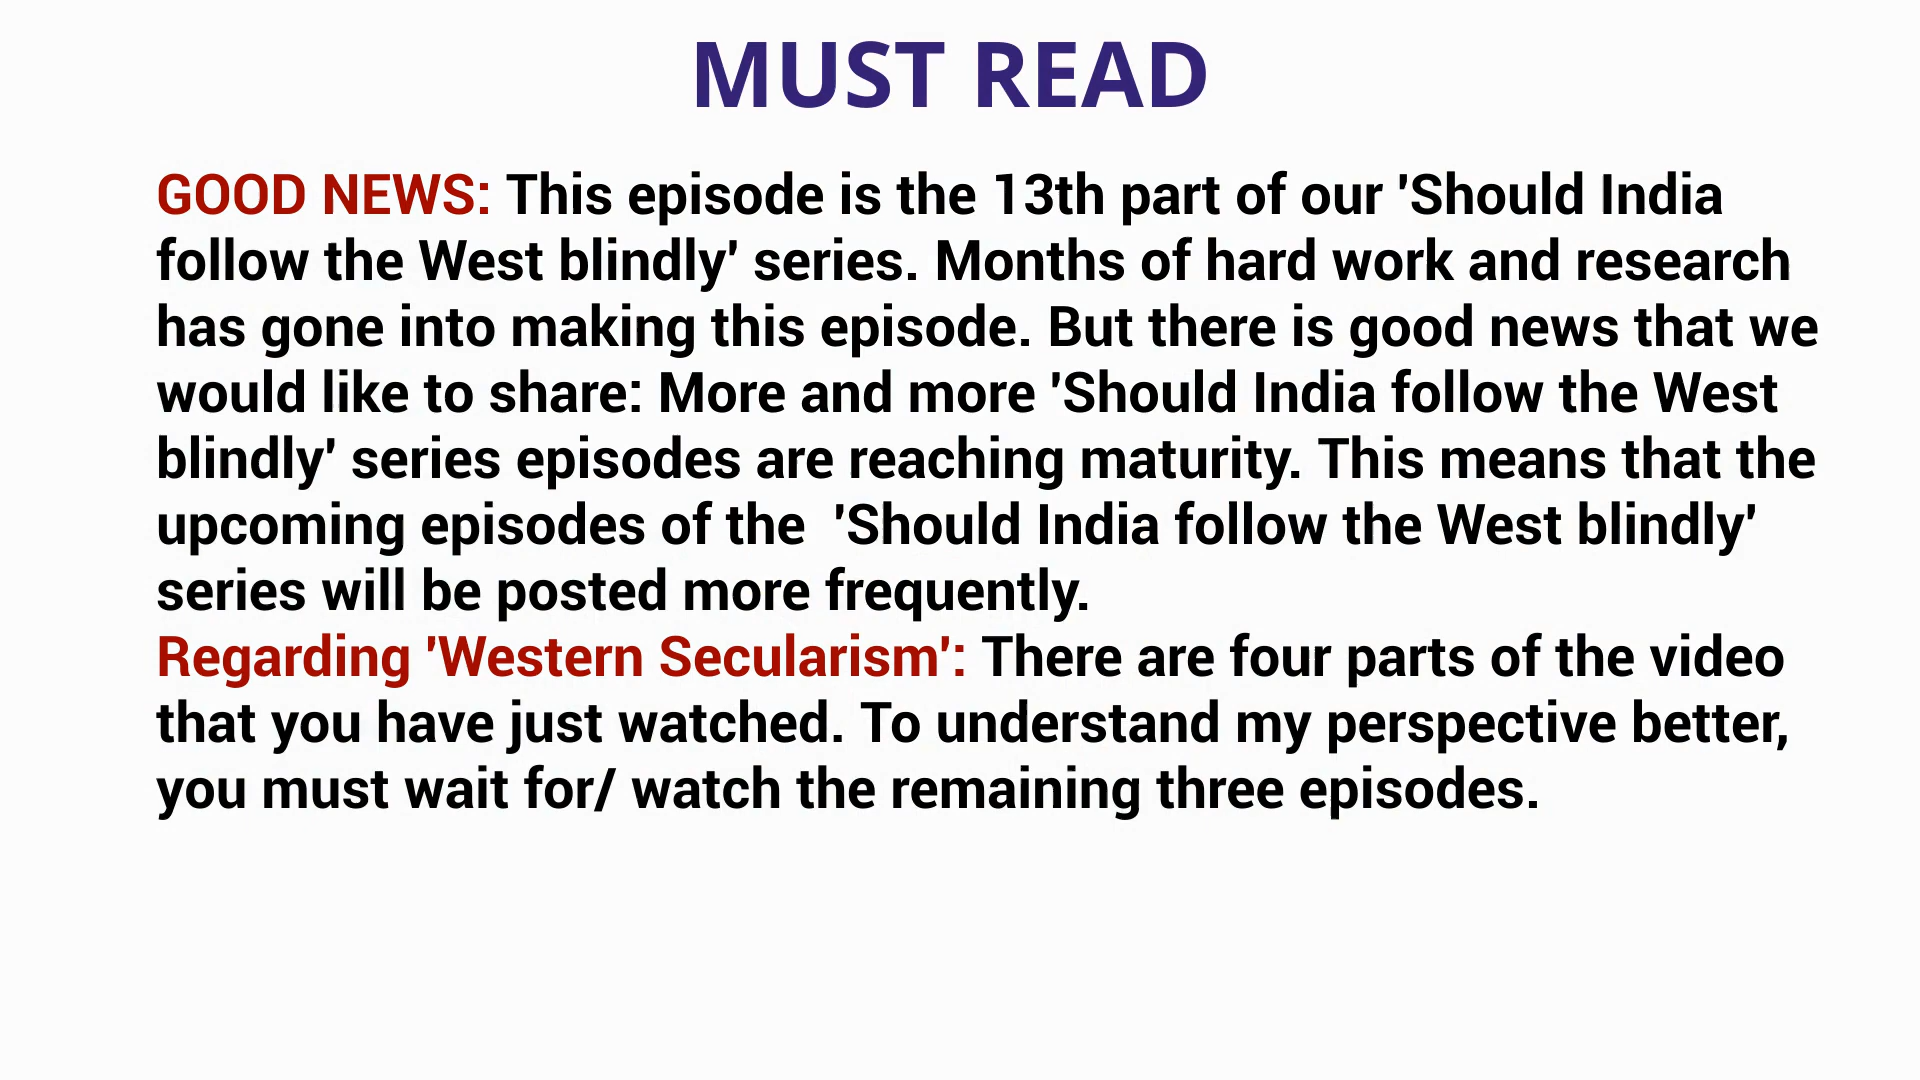 MUST READ
GOOD NEWS: This episode is the 13th part of our 'Should India
follow the West blindly' series. Months of hard work and research
has gone into making this episode. But there is good news that we
would like to share: More and more 'Should India follow the West
blindly' series episodes are reaching maturity. This means that the
upcoming episodes of the  'Should India follow the West blindly'
series will be posted more frequently.
Regarding 'Western Secularism': There are four parts of the video
that you have just watched. To understand my perspective better,
you must wait for/ watch the remaining three episodes.